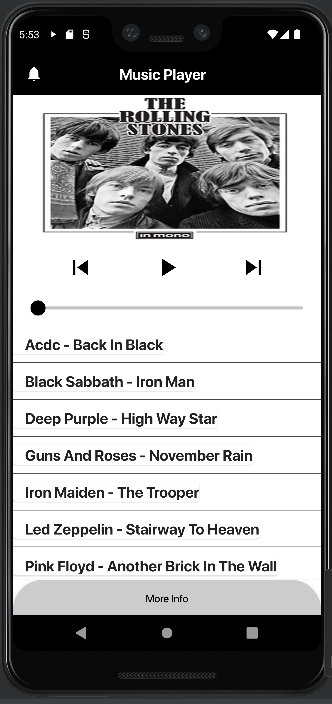 5:53
Music Player
THE
ROLLING
STONES
in mono
Acdc - Back In Black
Black Sabbath - Iron Man
Deep Purple - High Way Star
Guns And Roses - November Rain
Iron Maiden - The Trooper
Led Zeppelin - Stairway To Heaven
Pink Floyd - Another Brick In The Wall
More Info